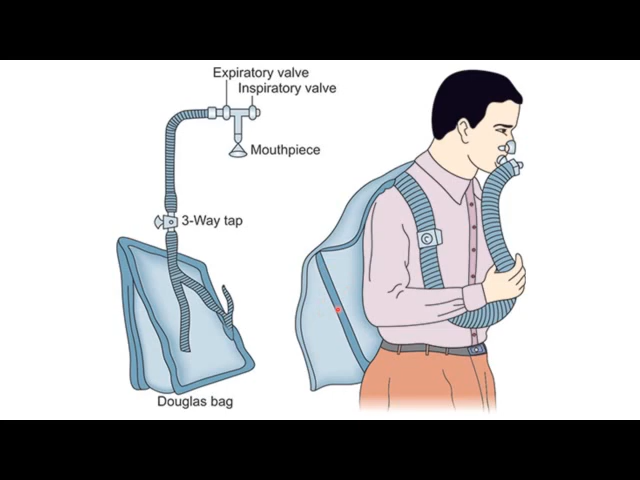 Expiratory valve
Inspiratory valve
Mouthpiece
3-Way tap
Douglas bag